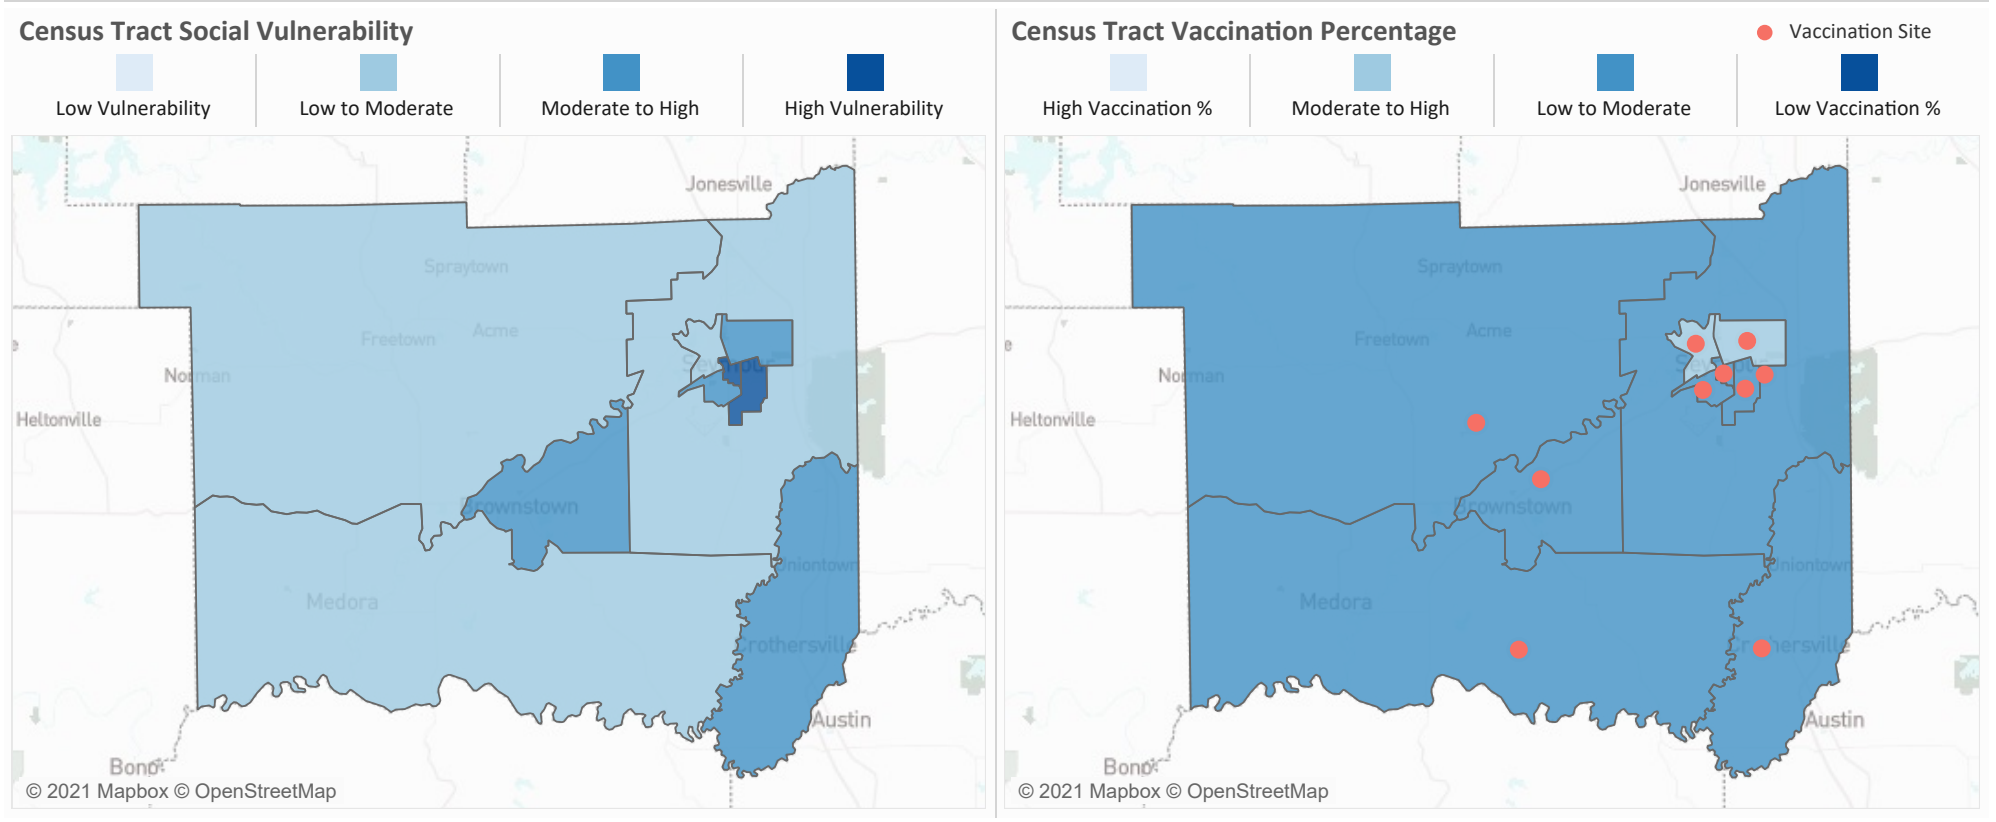 Census Tract Social Vulnerability
Low Vulnerability
Low to Moderate
Moderate to High
High Vulnerability
Jonesville
Spraytown
Freetown
Acme
Seymour
Norman
Heltonville
Brownstown
Uniontown
Medora
Crothersville
Austin
Bono
© 2021 Mapbox © OpenStreetMap
Census Tract Vaccination Percentage
Vaccination Site
High Vaccination %
Moderate to High
Low to Moderate
Low Vaccination %
Jonesville
Spraytown
Freetown
Acme
Norman
Heltonville
Brownstown
Uniontown
Medora
Crothersville
Austin
Bono
© 2021 Mapbox © OpenStreetMap